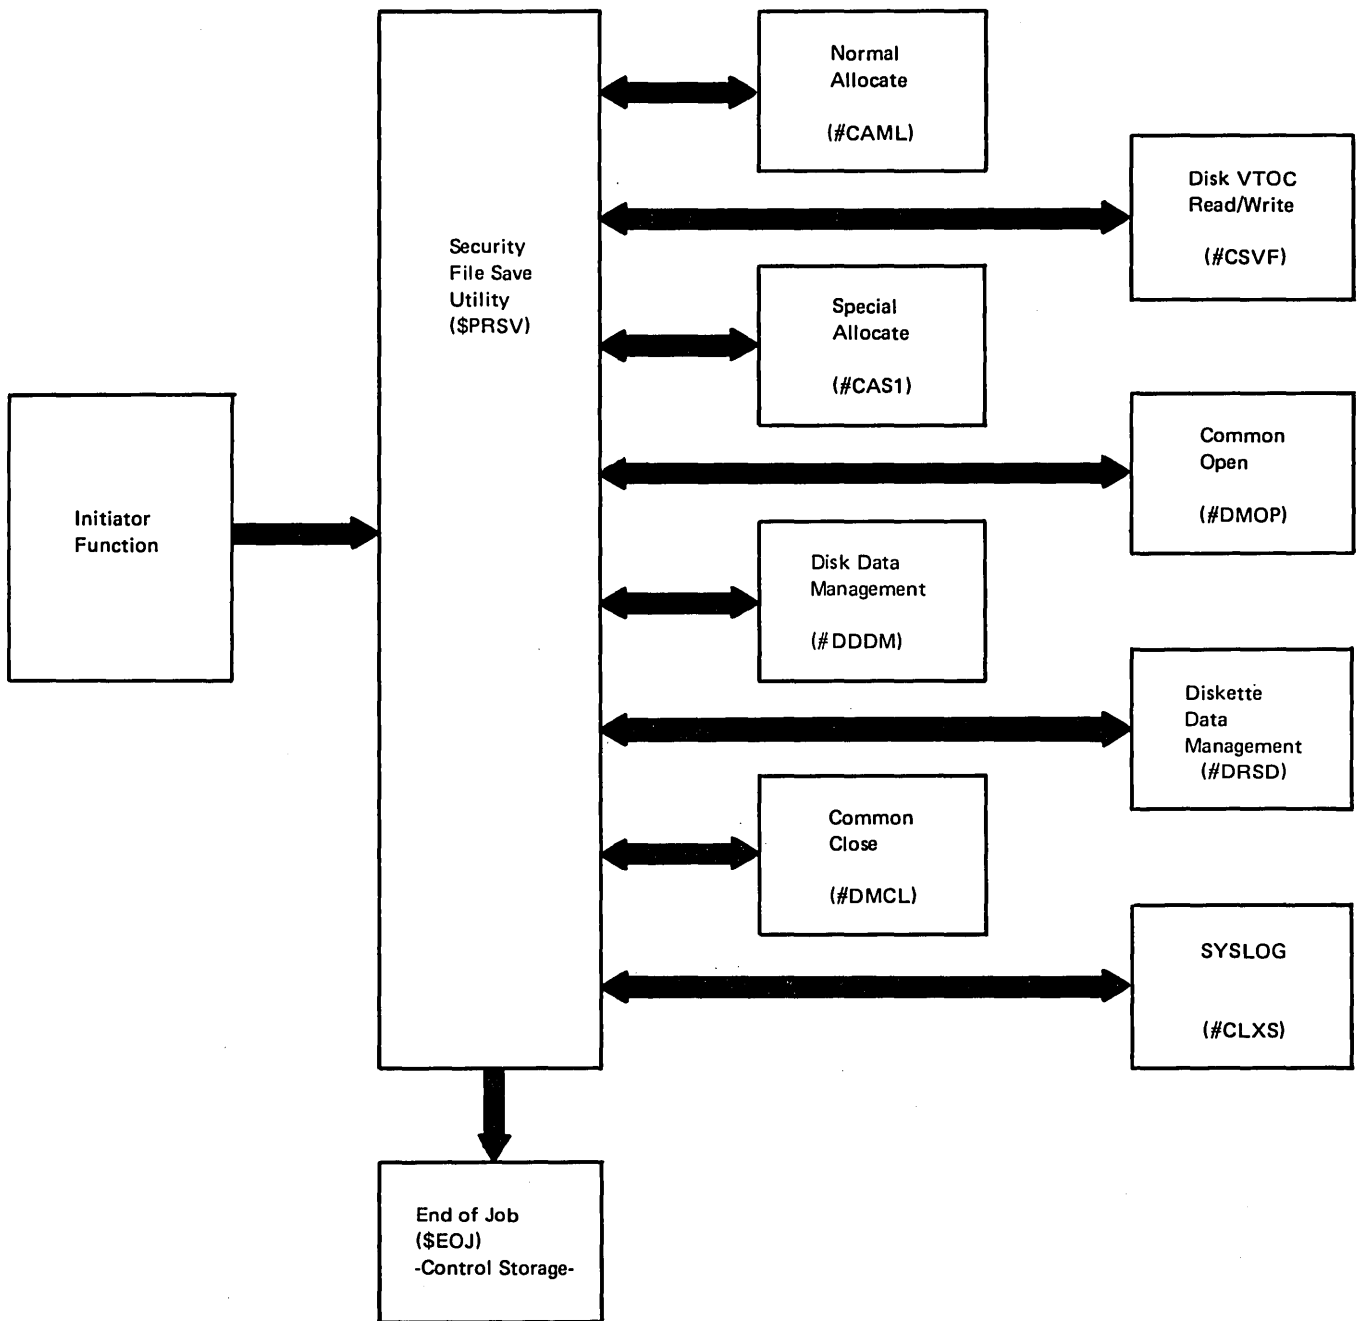 Normal
Allocate
(#CAML)
Disk VTOC
Read/Write
(#CSVF)
Security
File Save
Utility
($PRSV)
Special
Allocate
(#CAS1)
Common
Open
(#DMOP)
Initiator
Function
Disk Data
Management
(#DDDM)
Diskette
Data
Management
(#DRSD)
Common
Close
(#DMCL)
SYSLOG
(#CLXS)
End of Job
($EOJ)
-Control Storage-